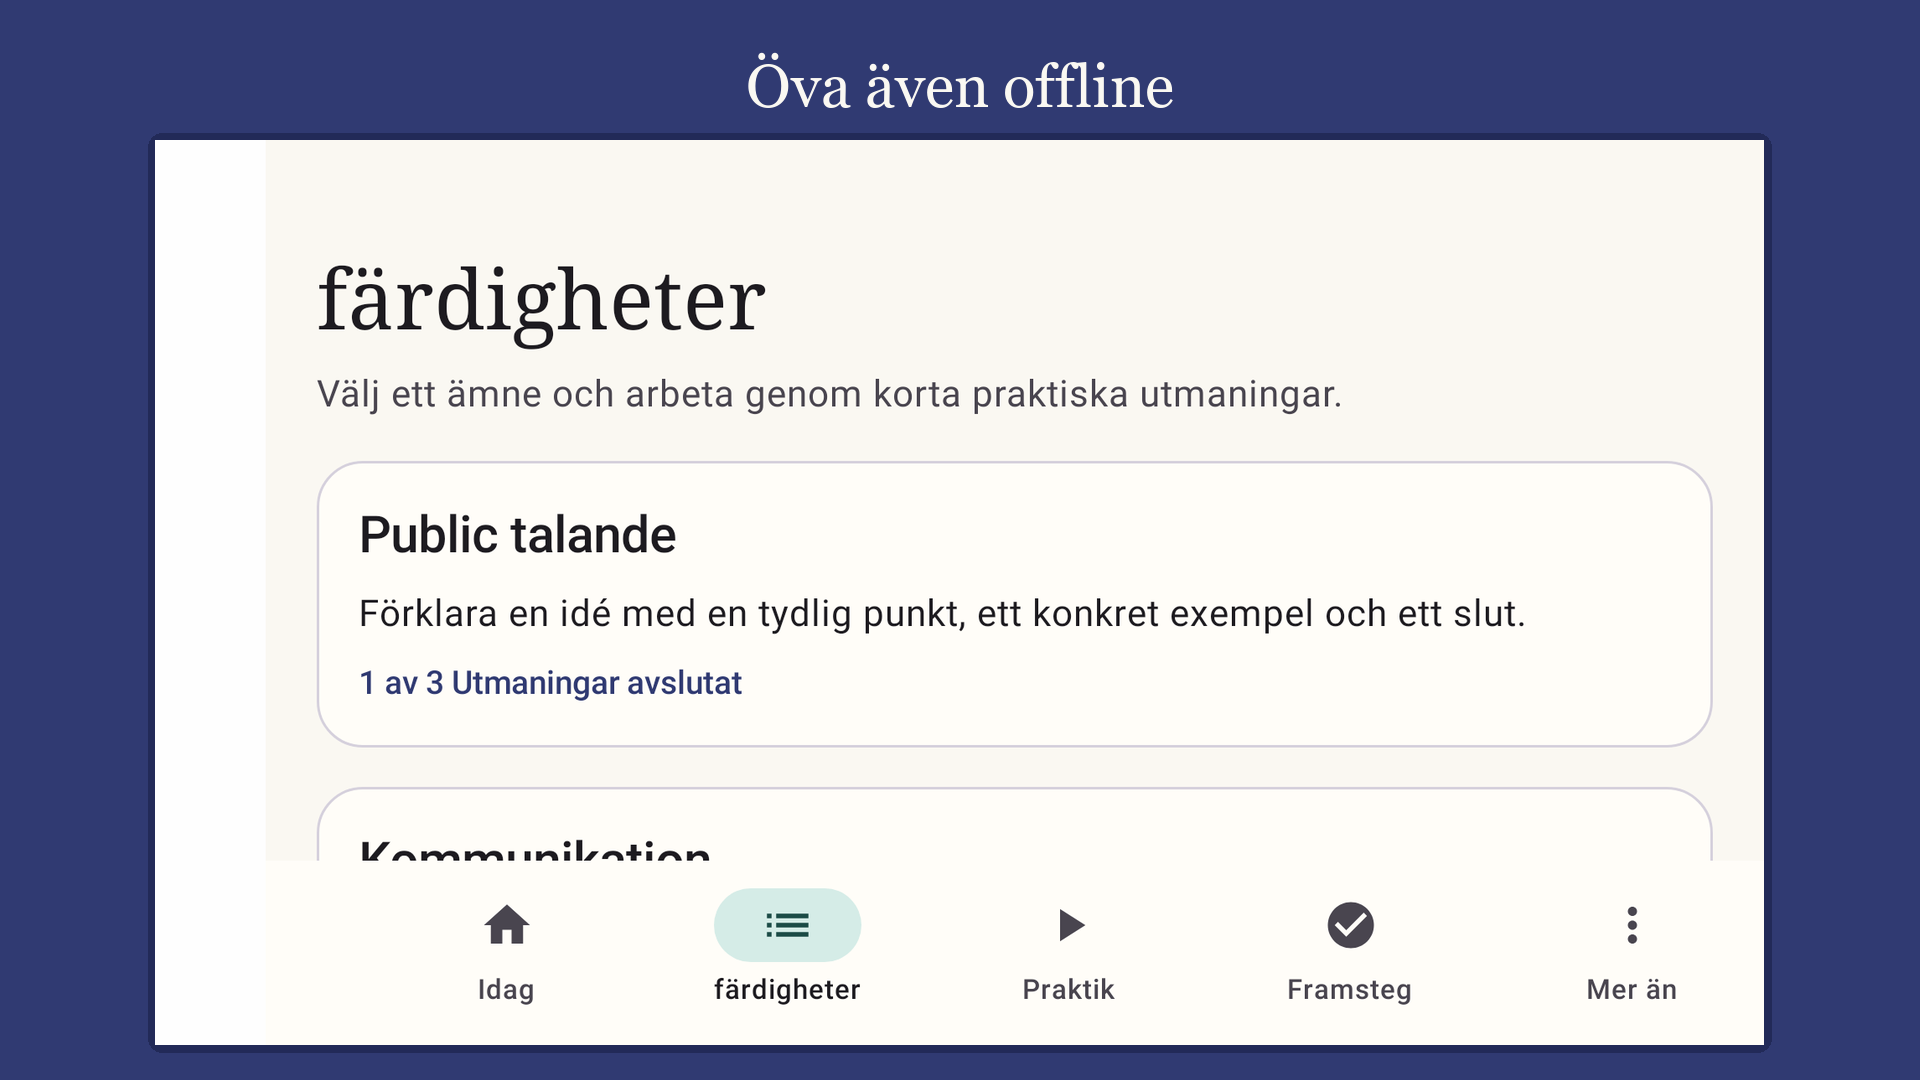 Öva även offline
färdigheter
Välj ett ämne och arbeta genom korta praktiska utmaningar.
Public talande
Förklara en idé med en tydlig punkt, ett konkret exempel och ett slut.
1 av 3 Utmaningar avslutat
Kommunikation
Idag
färdigheter
Praktik
Framsteg
Mer än